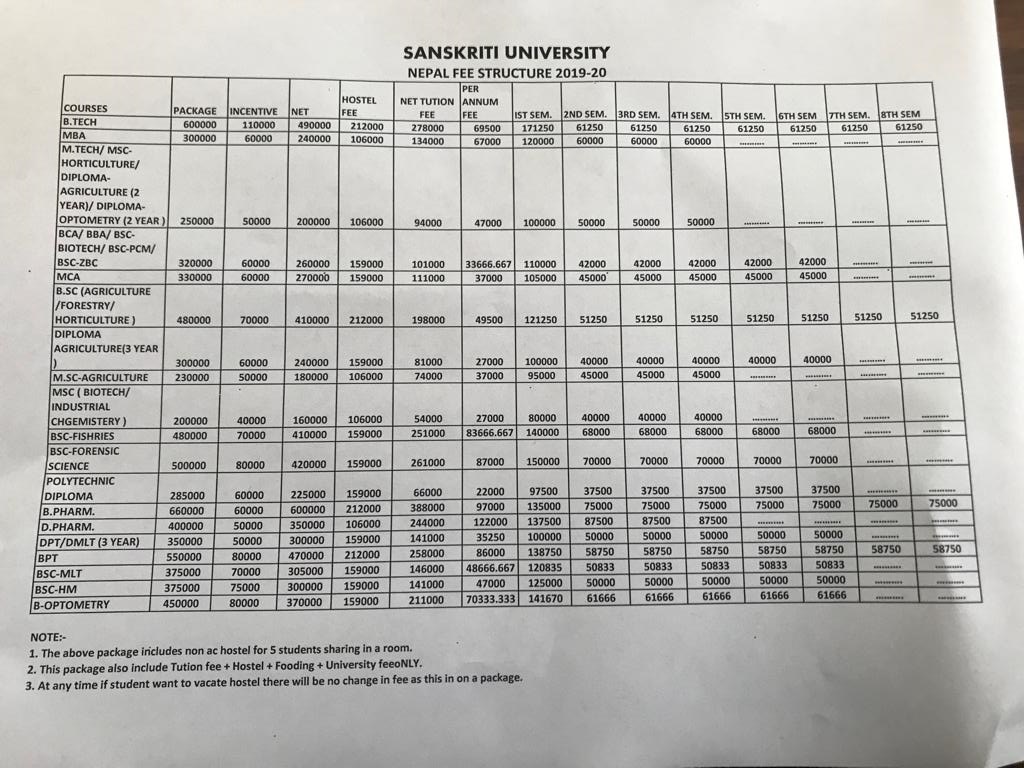 SANSKRITI UNIVERSITY
NEPAL FEE STRUCTURE 2019-20
COURSES PACKAGE INCENTIVE NET HOSTEL FEE NET TUTION FEE PER ANNUM FEE IST SEM. 2ND SEM. 3RD SEM. 4TH SEM. 5TH SEM. 6TH SEM 7TH SEM. 8TH SEM
B.TECH 600000 110000 490000 212000 278000 69500 171250 61250 61250 61250 61250 61250 61250 61250
MBA 300000 60000 240000 106000 134000 67000 120000 60000 60000 60000 .......... .......... .......... ..........
M.TECH/ MSC-
HORTICULTURE/
DIPLOMA-
AGRICULTURE (2
YEAR)/ DIPLOMA-
OPTOMETRY (2 YEAR) 250000 50000 200000 106000 94000 47000 100000 50000 50000 50000 .......... .......... .......... ..........
BCA/ BBA/ BSC-
BIOTECH/ BSC-PCM/
BSC-ZBC 320000 60000 260000 159000 101000 33666.667 110000 42000 42000 42000 42000 42000 .......... ..........
MCA 330000 60000 270000 159000 111000 37000 105000 45000 45000 45000 45000 45000 .......... ..........
B.SC (AGRICULTURE
/FORESTRY/
HORTICULTURE ) 480000 70000 410000 212000 198000 49500 121250 51250 51250 51250 51250 51250 51250 51250
DIPLOMA
AGRICULTURE(3 YEAR
) 300000 60000 240000 159000 81000 27000 100000 40000 40000 40000 40000 40000 .......... ..........
M.SC-AGRICULTURE 230000 50000 180000 106000 74000 37000 95000 45000 45000 45000 .......... .......... .......... ..........
MSC ( BIOTECH/
INDUSTRIAL
CHGEMISTERY ) 200000 40000 160000 106000 54000 27000 80000 40000 40000 40000 .......... .......... .......... ..........
BSC-FISHRIES 480000 70000 410000 159000 251000 83666.667 140000 68000 68000 68000 68000 68000 .......... ..........
BSC-FORENSIC
SCIENCE 500000 80000 420000 159000 261000 87000 150000 70000 70000 70000 70000 70000 .......... ..........
POLYTECHNIC
DIPLOMA 285000 60000 225000 159000 66000 22000 97500 37500 37500 37500 37500 37500 .......... ..........
B.PHARM. 660000 60000 600000 212000 388000 97000 135000 75000 75000 75000 75000 75000 75000 75000
D.PHARM. 400000 50000 350000 106000 244000 122000 137500 87500 87500 87500 .......... .......... .......... ..........
DPT/DMLT (3 YEAR) 350000 50000 300000 159000 141000 35250 100000 50000 50000 50000 50000 50000 .......... ..........
BPT 550000 80000 470000 212000 258000 86000 138750 58750 58750 58750 58750 58750 58750 58750
BSC-MLT 375000 70000 305000 159000 146000 48666.667 120835 50833 50833 50833 50833 50833 .......... ..........
BSC-HM 375000 75000 300000 159000 141000 47000 125000 50000 50000 50000 50000 50000 .......... ..........
B-OPTOMETRY 450000 80000 370000 159000 211000 70333.333 141670 61666 61666 61666 61666 61666 .......... ..........
NOTE:-
1. The above package includes non ac hostel for 5 students sharing in a room.
2. This package also include Tution fee + Hostel + Fooding + University feeoNLY.
3. At any time if student want to vacate hostel there will be no change in fee as this in on a package.